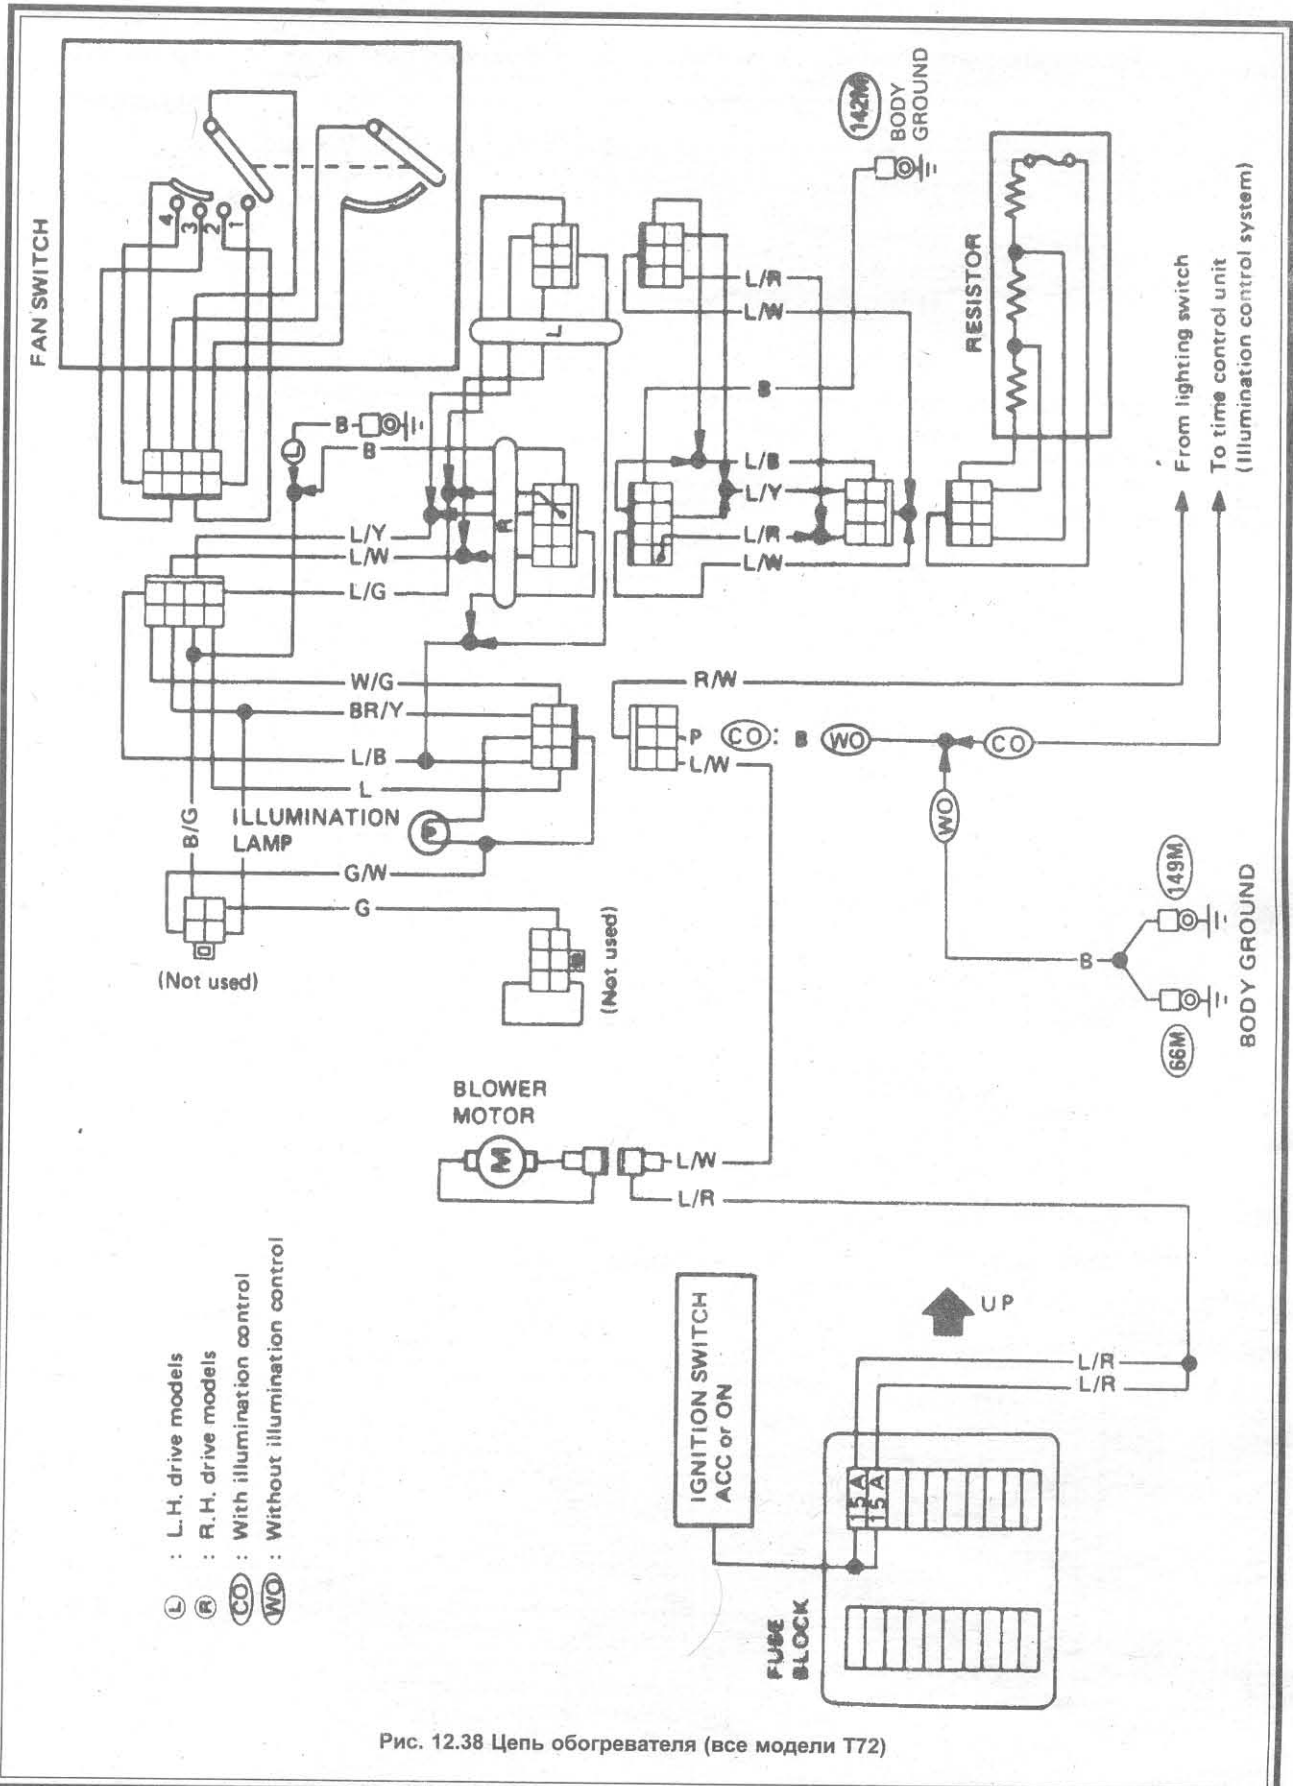 FAN SWITCH
4
3
2
1
142M
BODY
GROUND
RESISTOR
From lighting switch
To time control unit
(Illumination control system)
L
B
B
L
R
L/R
L/W
B
L/B
L/Y
L/R
L/W
L/Y
L/W
L/G
W/G
BR/Y
L/B
L
R/W
P
CO
:
B
WO
CO
L/W
WO
B/G
ILLUMINATION
LAMP
G/W
G
(Not used)
(Not used)
B
149M
66M
BODY GROUND
BLOWER
MOTOR
M
L/W
L/R
L : L.H. drive models
R : R.H. drive models
CO : With illumination control
WO : Without illumination control
IGNITION SWITCH
ACC or ON
UP
L/R
L/R
15A
15A
FUSE
BLOCK
Рис. 12.38 Цепь обогревателя (все модели Т72)